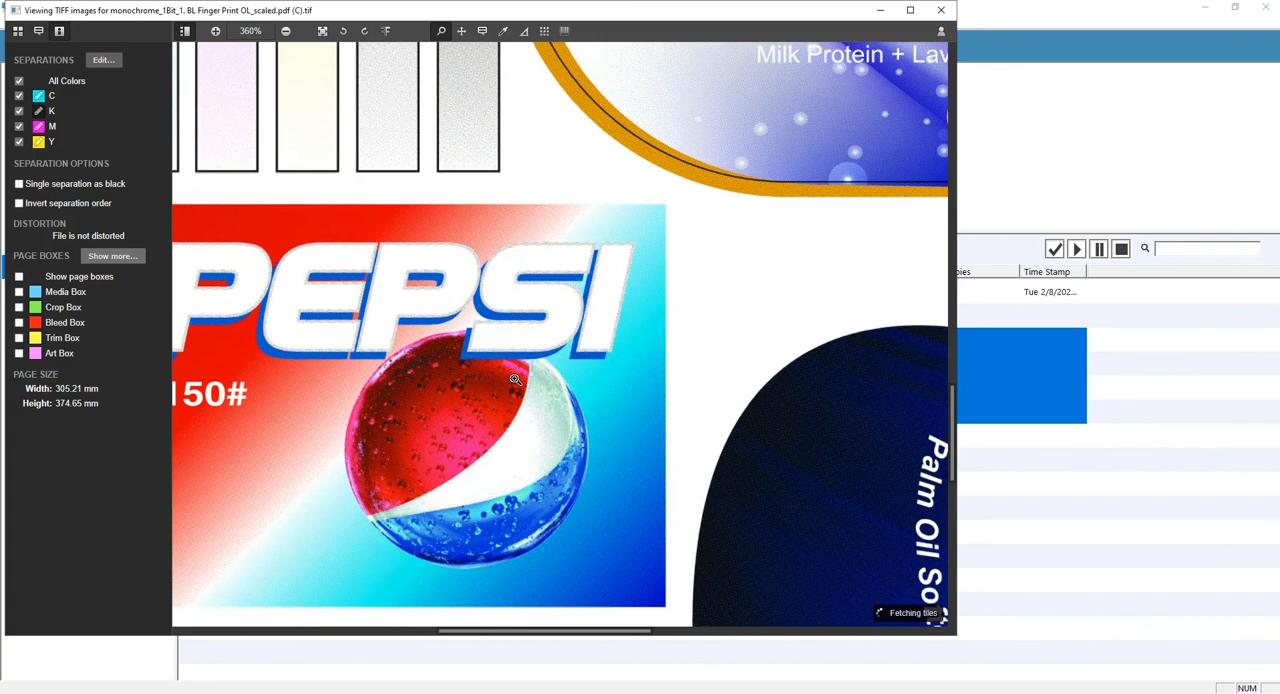 Viewing TIFF images for monochrome_1Bit_1. BL Finger Print OL_scaled.pdf (C).tif
360%
SEPARATIONS
Edit...
All Colors
C
K
M
Y
SEPARATION OPTIONS
Single separation as black
Invert separation order
DISTORTION
File is not distorted
PAGE BOXES
Show more...
Show page boxes
Media Box
Crop Box
Bleed Box
Trim Box
Art Box
PAGE SIZE
Width: 305.21 mm
Height: 374.65 mm
Milk Protein + Lav
PEPSI
150#
Palm Oil So
Fetching tiles
pies
Time Stamp
Tue 2/8/202...
NUM